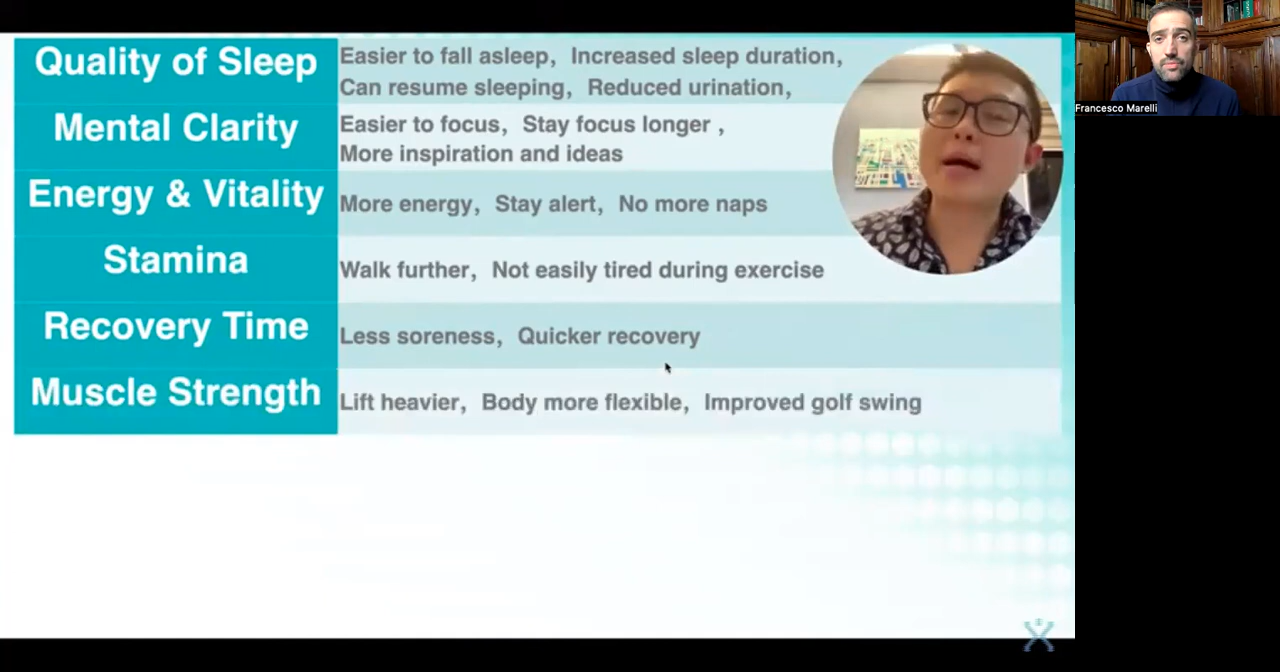 Quality of Sleep
Easier to fall asleep, Increased sleep duration,
Can resume sleeping, Reduced urination,
Mental Clarity
Easier to focus, Stay focus longer ,
More inspiration and ideas
Energy & Vitality
More energy, Stay alert, No more naps
Stamina
Walk further, Not easily tired during exercise
Recovery Time
Less soreness, Quicker recovery
Muscle Strength
Lift heavier, Body more flexible, Improved golf swing
Francesco Marelli